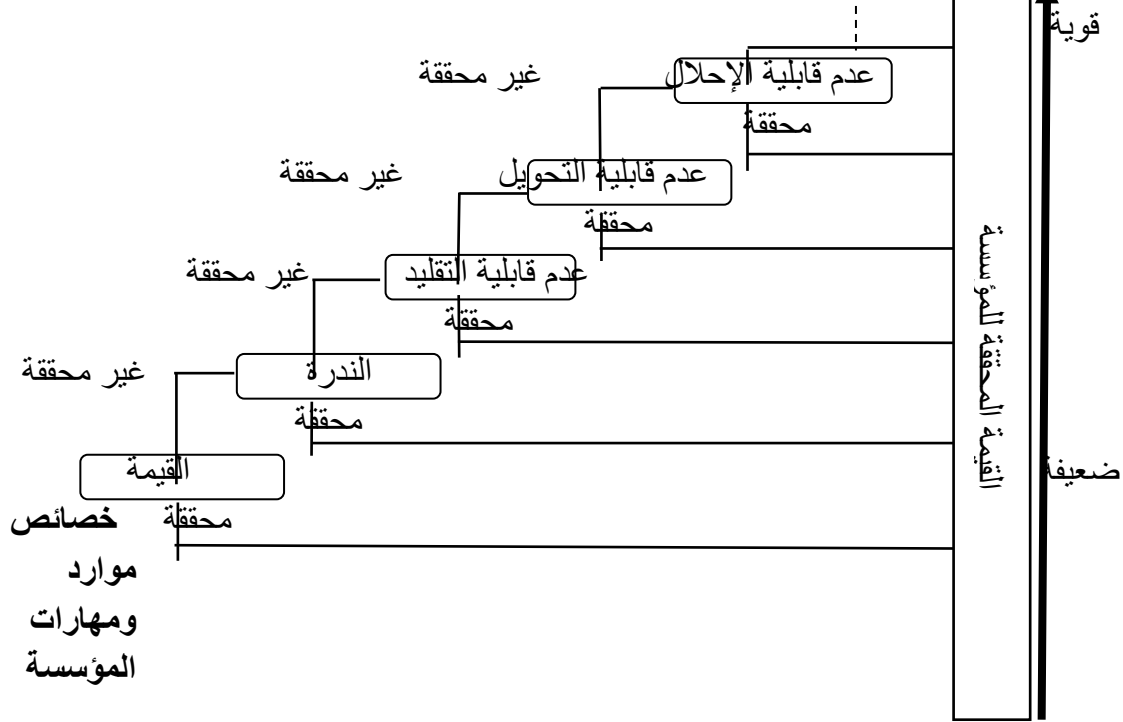 قوية
عدم قابلية الإحلال
غير محققة
محققة
عدم قابلية التحويل
غير محققة
محققة
عدم قابلية التقليد
غير محققة
محققة
الندرة
غير محققة
محققة
القيمة
محققة
القيمة المحققة للمؤسسة
ضعيفة
خصائص
موارد
ومهارات
المؤسسة